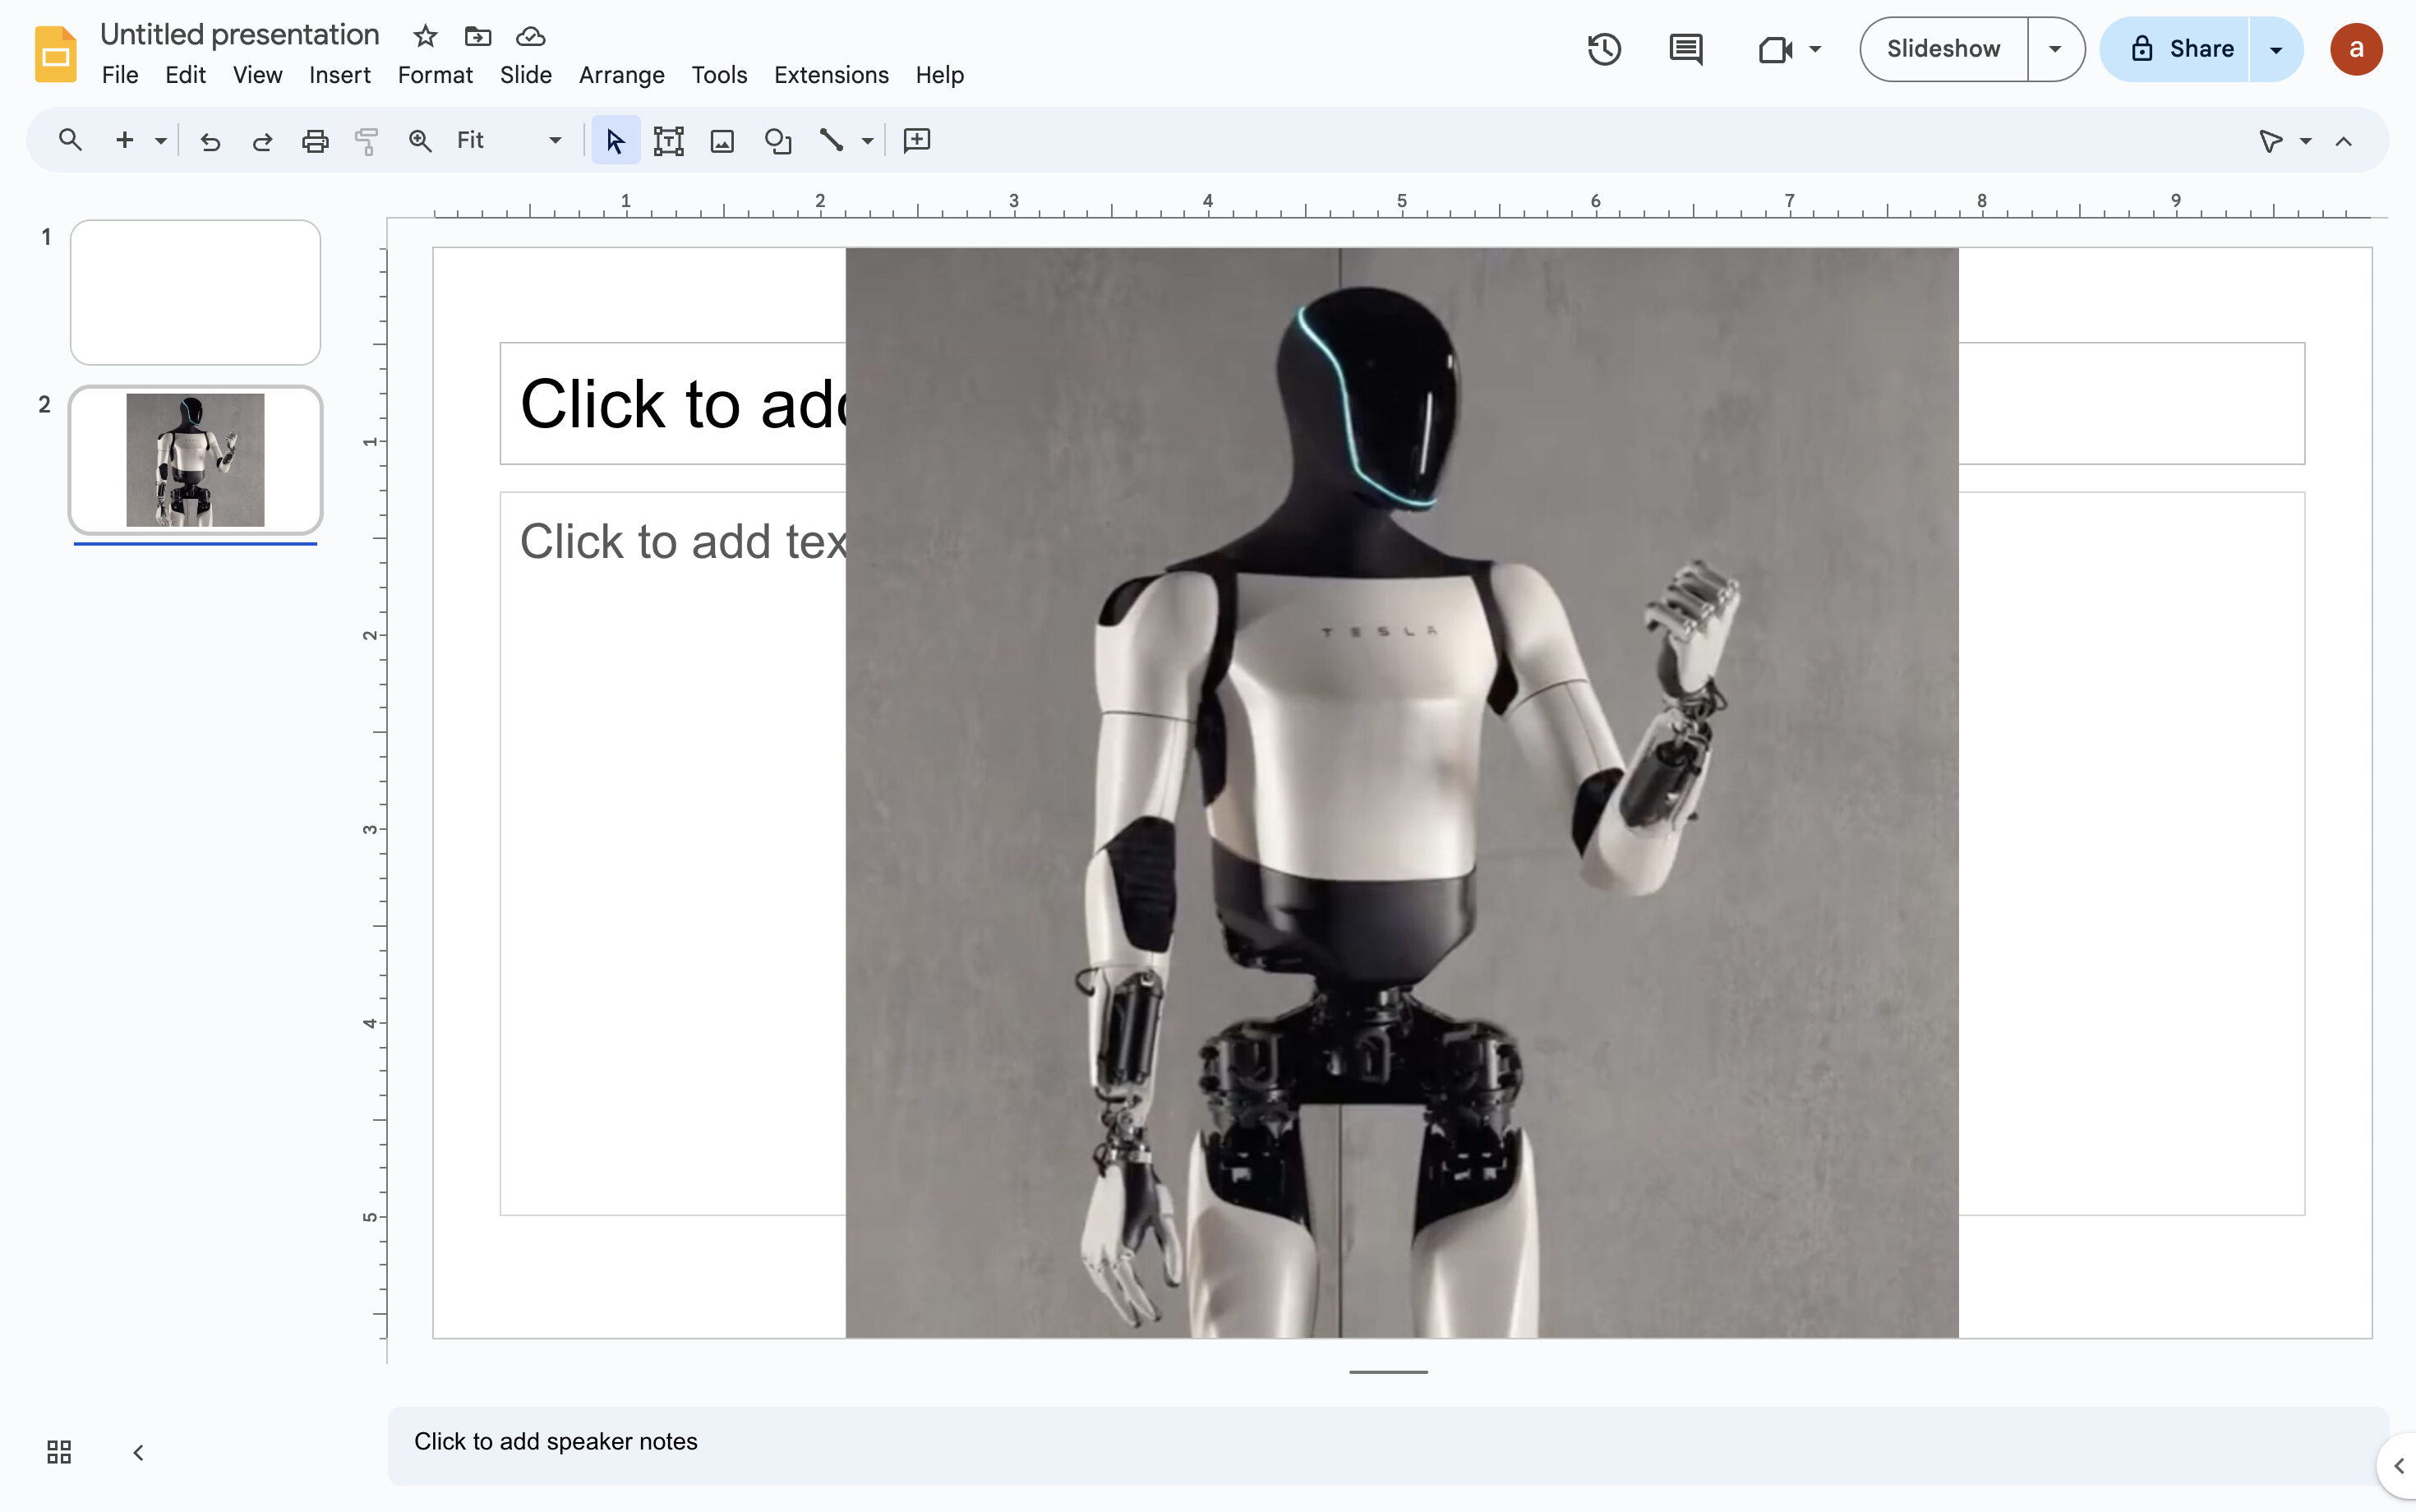 Untitled presentation
File Edit View Insert Format Slide Arrange Tools Extensions Help
Slideshow
Share
a
Fit
1 2 3 4 5 6 7 8 9
1
2
1
2
3
4
5
Click to add
Click to add tex
TESLA
Click to add speaker notes